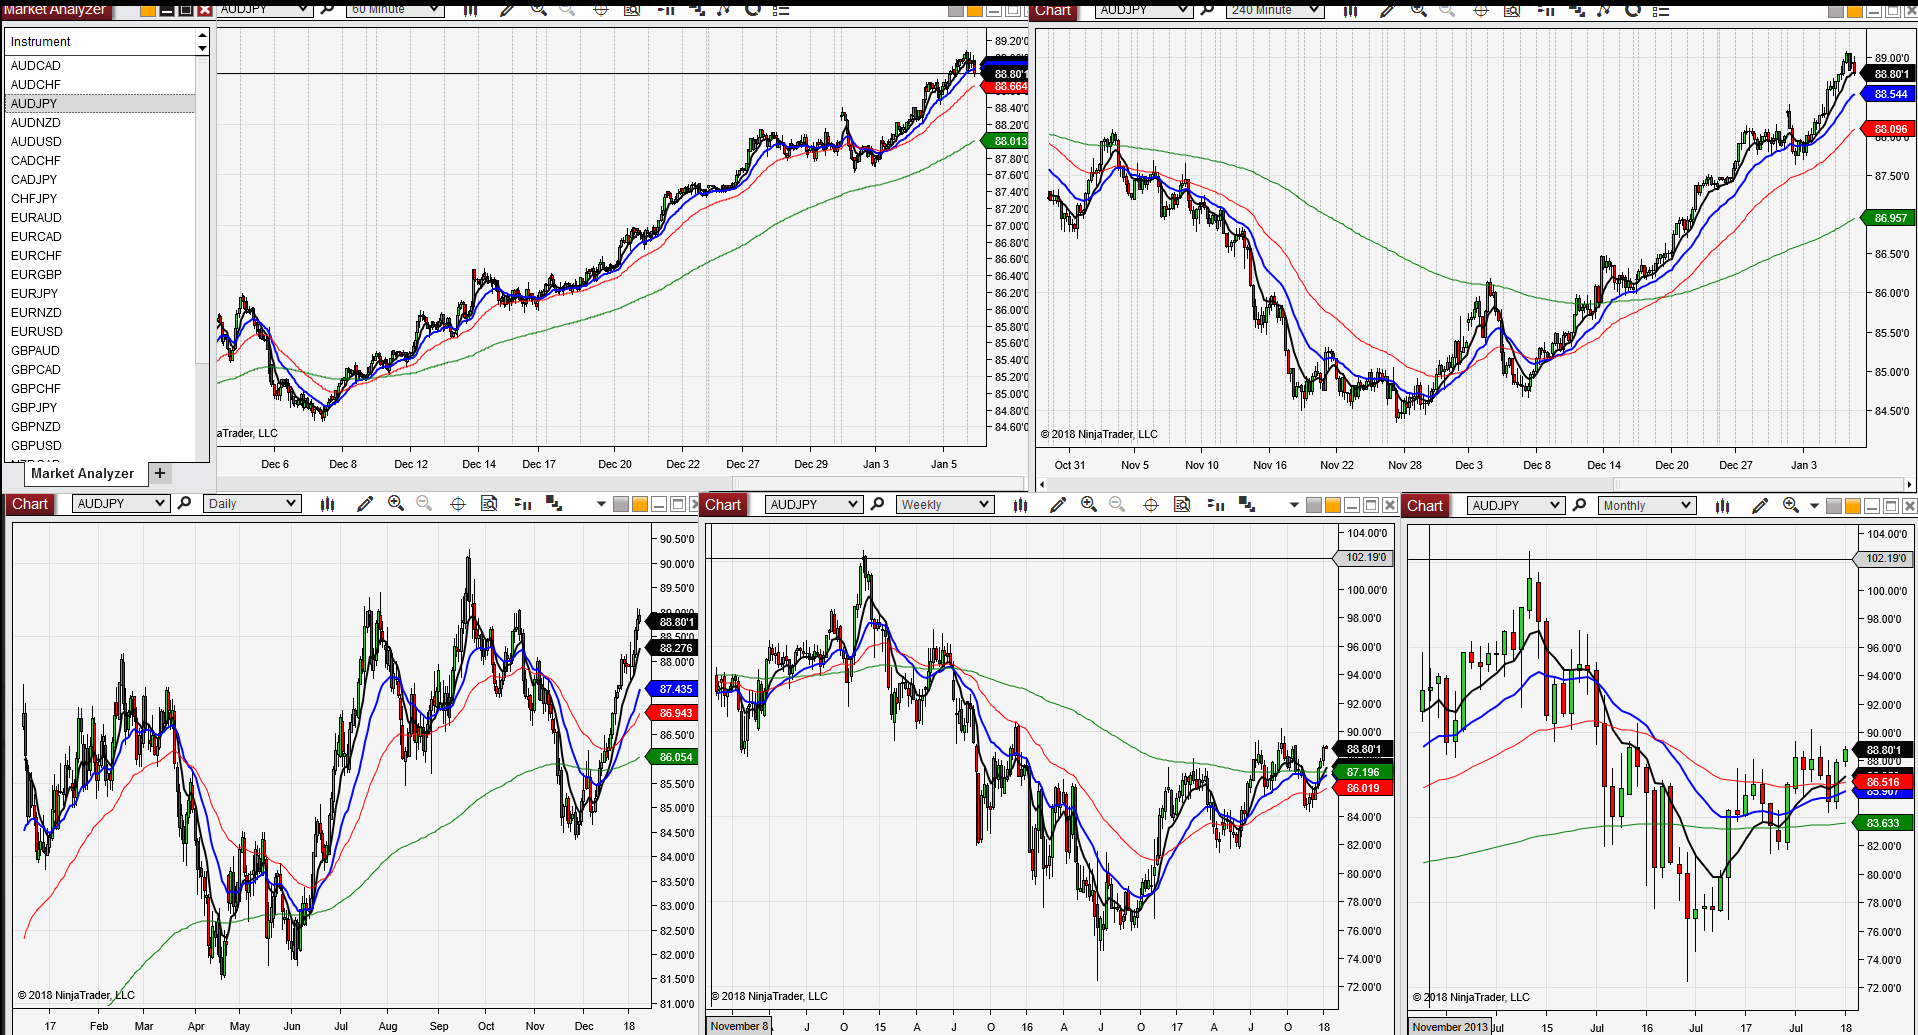 Market Analyzer
AUDJPY
60 Minute
Chart
AUDJPY
240 Minute
Instrument
AUDCAD
AUDCHF
AUDJPY
AUDNZD
AUDUSD
CADCHF
CADJPY
CHFJPY
EURAUD
EURCAD
EURCHF
EURGBP
EURJPY
EURNZD
EURUSD
GBPAUD
GBPCAD
GBPCHF
GBPJPY
GBPNZD
GBPUSD
Market Analyzer +
89.20'0
88.80'1
88.664
88.40'0
88.20'0
88.013
87.80'0
87.60'0
87.40'0
87.20'0
87.00'0
86.80'0
86.60'0
86.40'0
86.20'0
86.00'0
85.80'0
85.60'0
85.40'0
85.20'0
85.00'0
84.80'0
84.60'0
aTrader, LLC
Dec 6 Dec 8 Dec 12 Dec 14 Dec 17 Dec 20 Dec 22 Dec 27 Dec 29 Jan 3 Jan 5
89.00'0
88.80'1
88.544
88.096
88.00'0
87.50'0
86.957
86.50'0
86.00'0
85.50'0
85.00'0
84.50'0
© 2018 NinjaTrader, LLC
Oct 31 Nov 5 Nov 10 Nov 16 Nov 22 Nov 28 Dec 3 Dec 8 Dec 14 Dec 20 Dec 27 Jan 3
Chart AUDJPY Daily
90.50'0
90.00'0
89.50'0
89.00'0
88.80'1
88.50'0
88.276
88.00'0
87.435
86.943
86.50'0
86.054
85.50'0
85.00'0
84.50'0
84.00'0
83.50'0
83.00'0
82.50'0
82.00'0
81.50'0
81.00'0
© 2018 NinjaTrader, LLC
17 Feb Mar Apr May Jun Jul Aug Sep Oct Nov Dec 18
Chart AUDJPY Weekly
104.00'0
102.19'0
100.00'0
98.00'0
96.00'0
94.00'0
92.00'0
90.00'0
88.80'1
87.196
86.019
84.00'0
82.00'0
80.00'0
78.00'0
76.00'0
74.00'0
72.00'0
© 2018 NinjaTrader, LLC
November 8 J O 15 A J O 16 A J O 17 A J O 18
Chart AUDJPY Monthly
104.00'0
102.19'0
100.00'0
98.00'0
96.00'0
94.00'0
92.00'0
90.00'0
88.80'1
88.00'0
86.516
85.907
83.633
82.00'0
80.00'0
78.00'0
76.00'0
74.00'0
72.00'0
© 2018 NinjaTrader, LLC
November 2013 Jul 15 Jul 16 Jul 17 Jul 18